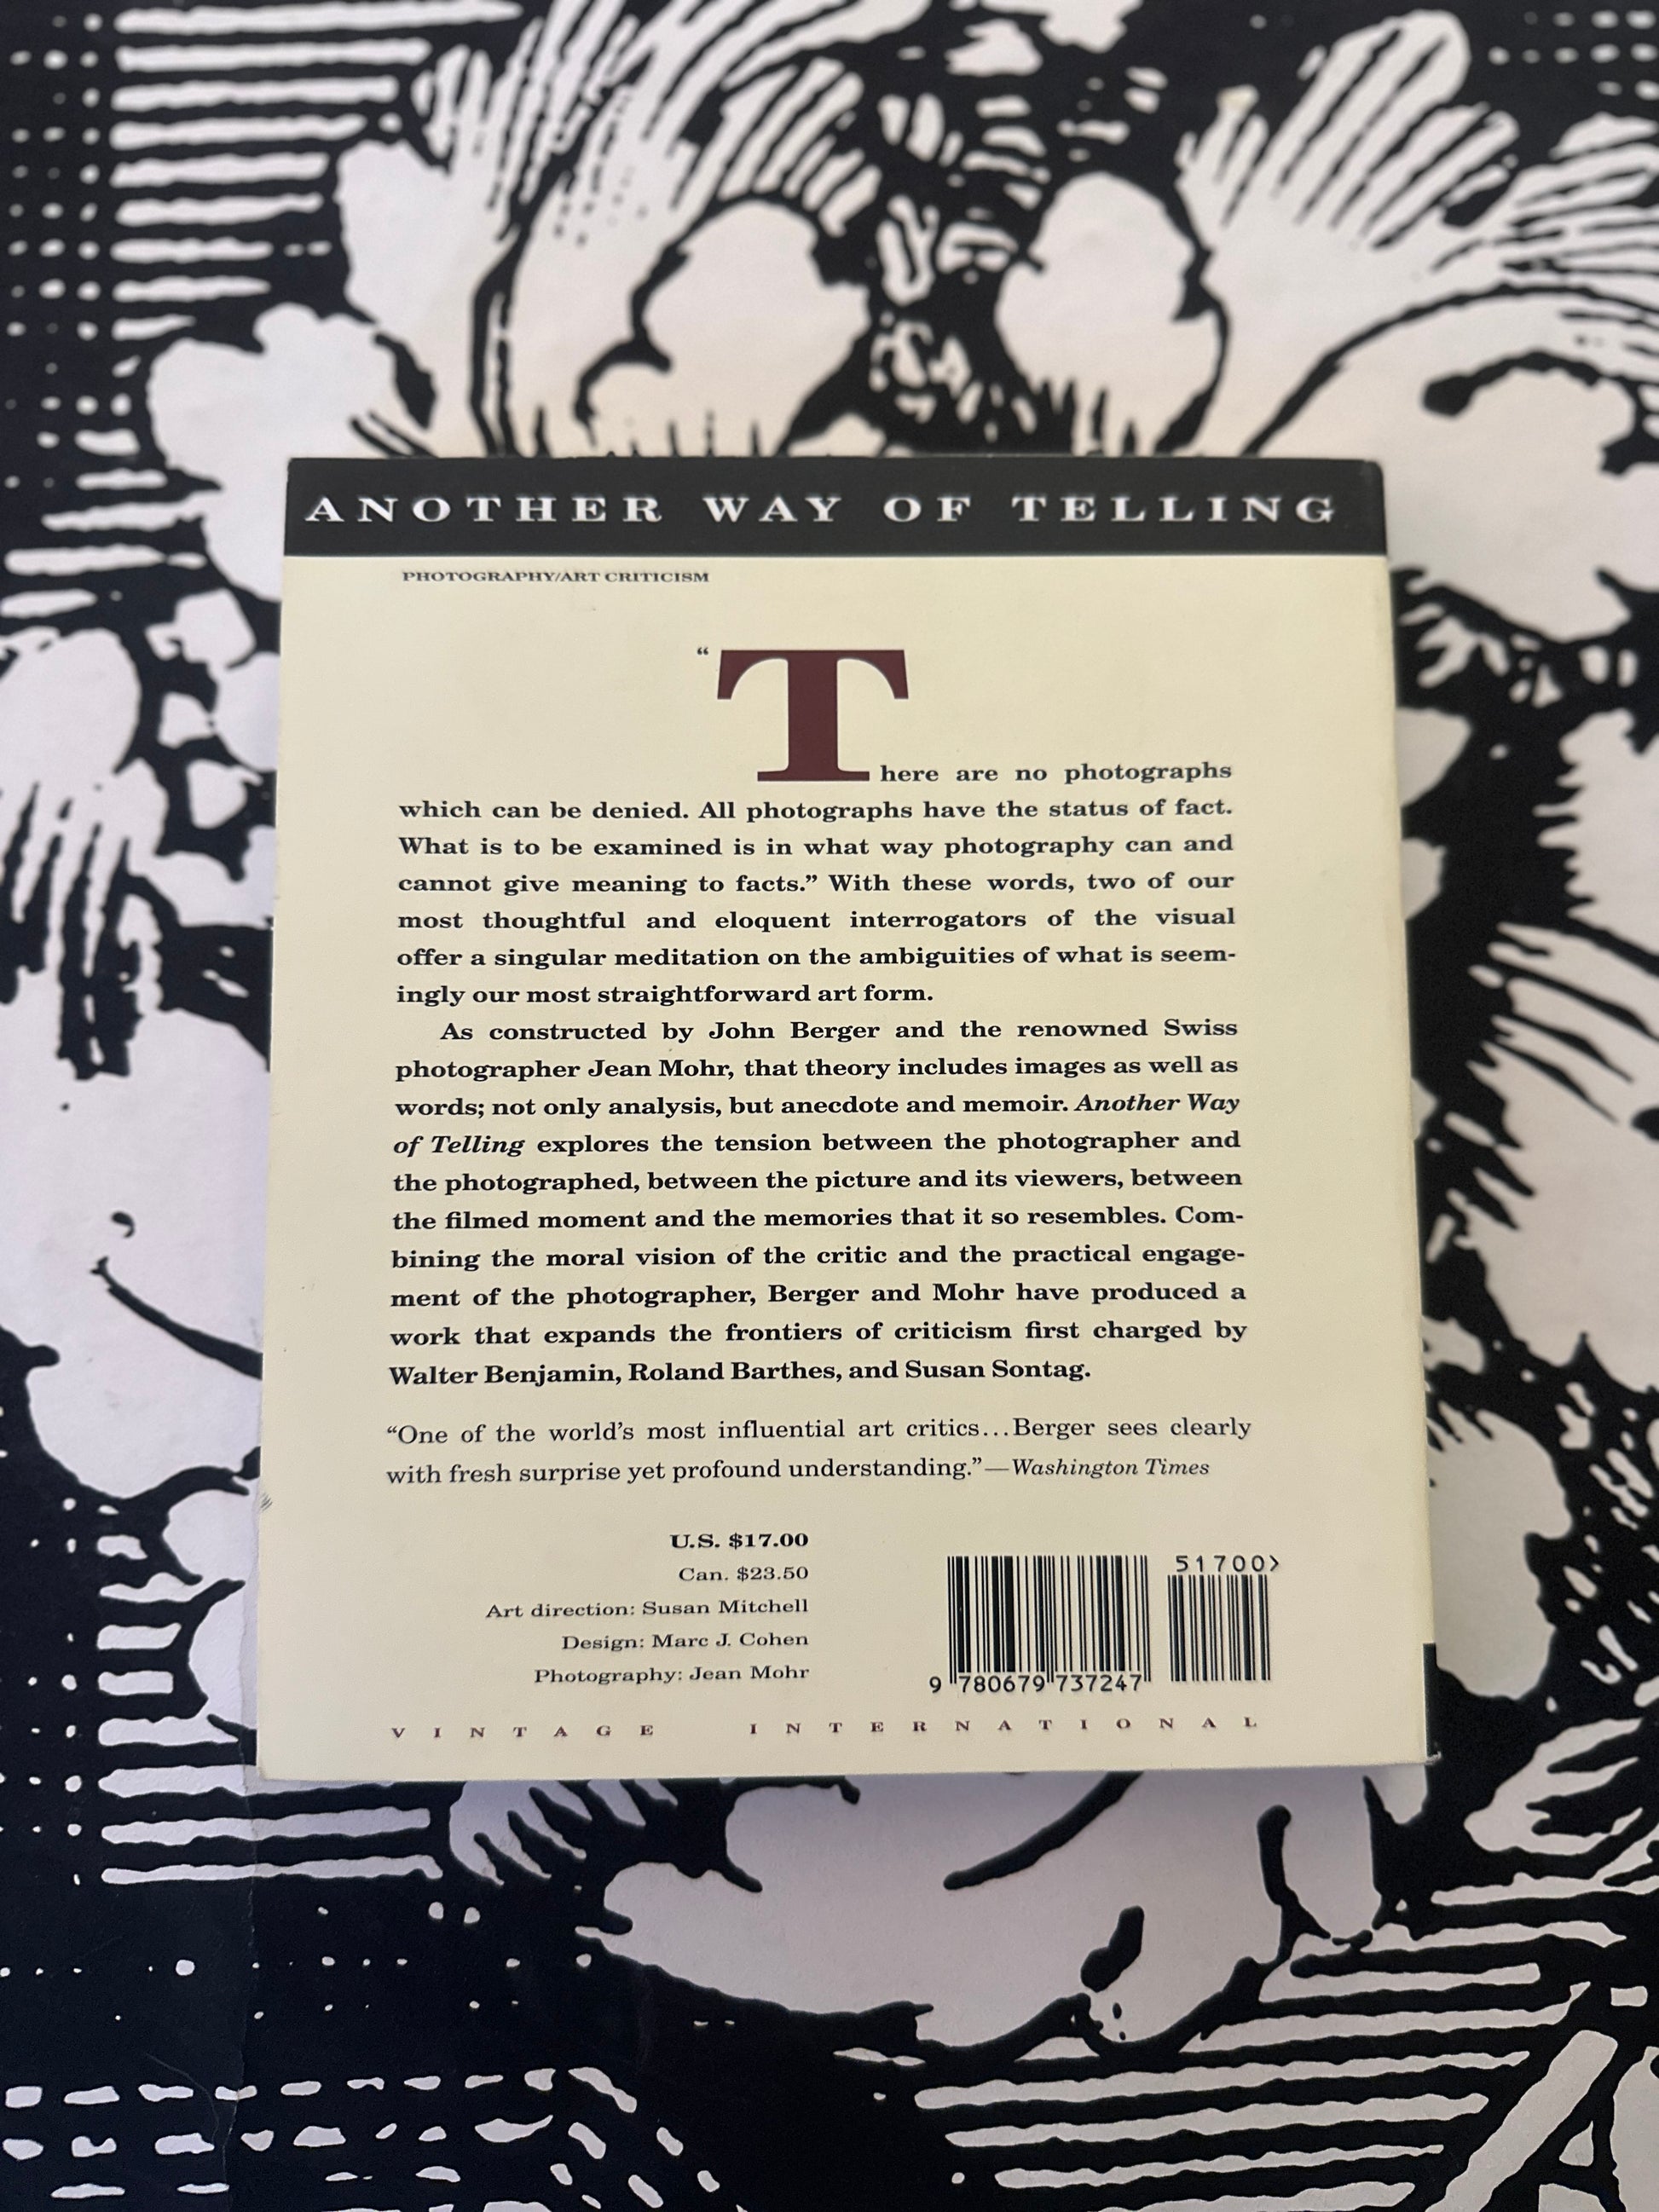 ANOTHER WAY OF TELLING
PHOTOGRAPHY/ART CRITICISM
“There are no photographs
which can be denied. All photographs have the status of fact.
What is to be examined is in what way photography can and
cannot give meaning to facts.” With these words, two of our
most thoughtful and eloquent interrogators of the visual
offer a singular meditation on the ambiguities of what is seem-
ingly our most straightforward art form.
As constructed by John Berger and the renowned Swiss
photographer Jean Mohr, that theory includes images as well as
words; not only analysis, but anecdote and memoir. Another Way
of Telling explores the tension between the photographer and
the photographed, between the picture and its viewers, between
the filmed moment and the memories that it so resembles. Com-
bining the moral vision of the critic and the practical engage-
ment of the photographer, Berger and Mohr have produced a
work that expands the frontiers of criticism first charged by
Walter Benjamin, Roland Barthes, and Susan Sontag.
“One of the world’s most influential art critics...Berger sees clearly
with fresh surprise yet profound understanding.”—Washington Times
U.S. $17.00
Can. $23.50
Art direction: Susan Mitchell
Design: Marc J. Cohen
Photography: Jean Mohr
51700>
9 780679 737247
VINTAGE INTERNATIONAL